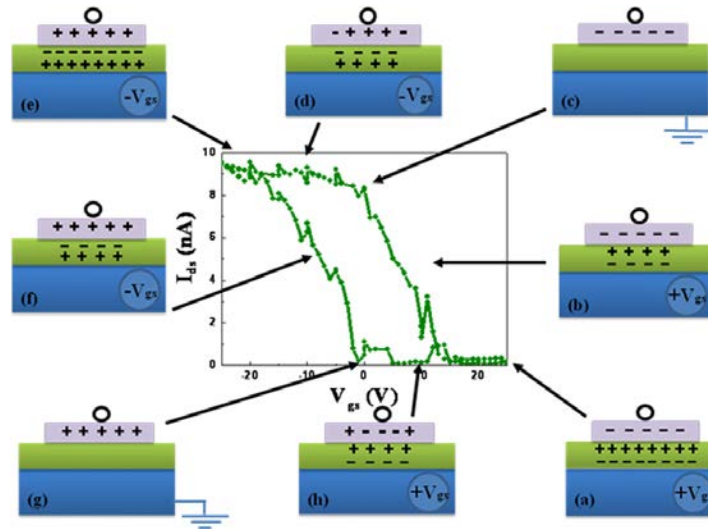 + + + + +
- - - - - - - -
+ + + + + + + +
(e)
-Vgs
- + + + -
- - - -
+ + + +
(d)
-Vgs
- - - - -
(c)
10
8
6
4
2
0
Ids (nA)
-20
-10
0
10
20
Vgs (V)
+ + + + +
- - - -
+ + + +
(f)
-Vgs
- - - - -
+ + + +
- - - -
(b)
+Vgs
+ + + + +
(g)
+ - - - +
+ + + +
- - - -
(h)
+Vgs
- - - - -
+ + + + + + + +
- - - - - - - -
(a)
+Vgs